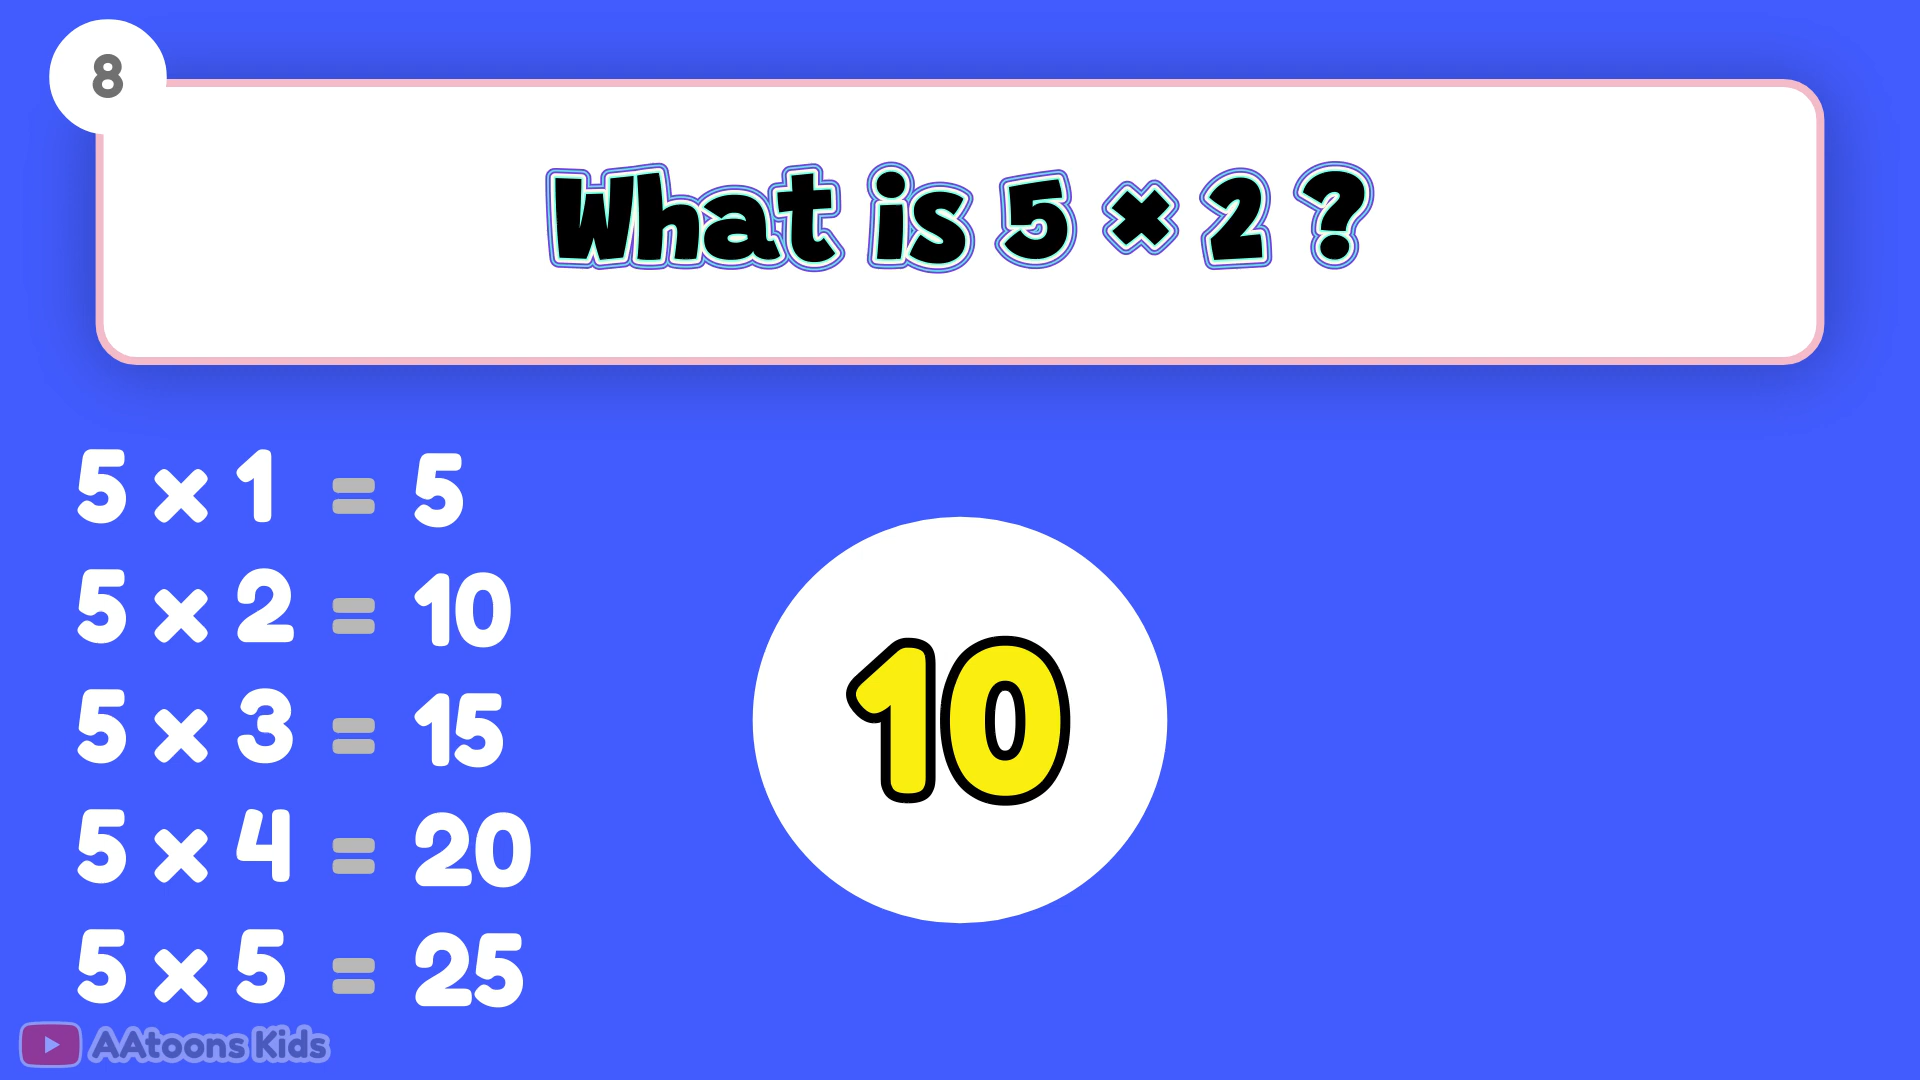 8
What is 5 × 2 ?
5 × 1 = 5
5 × 2 = 10
5 × 3 = 15
5 × 4 = 20
5 × 5 = 25
10
AAtoons Kids